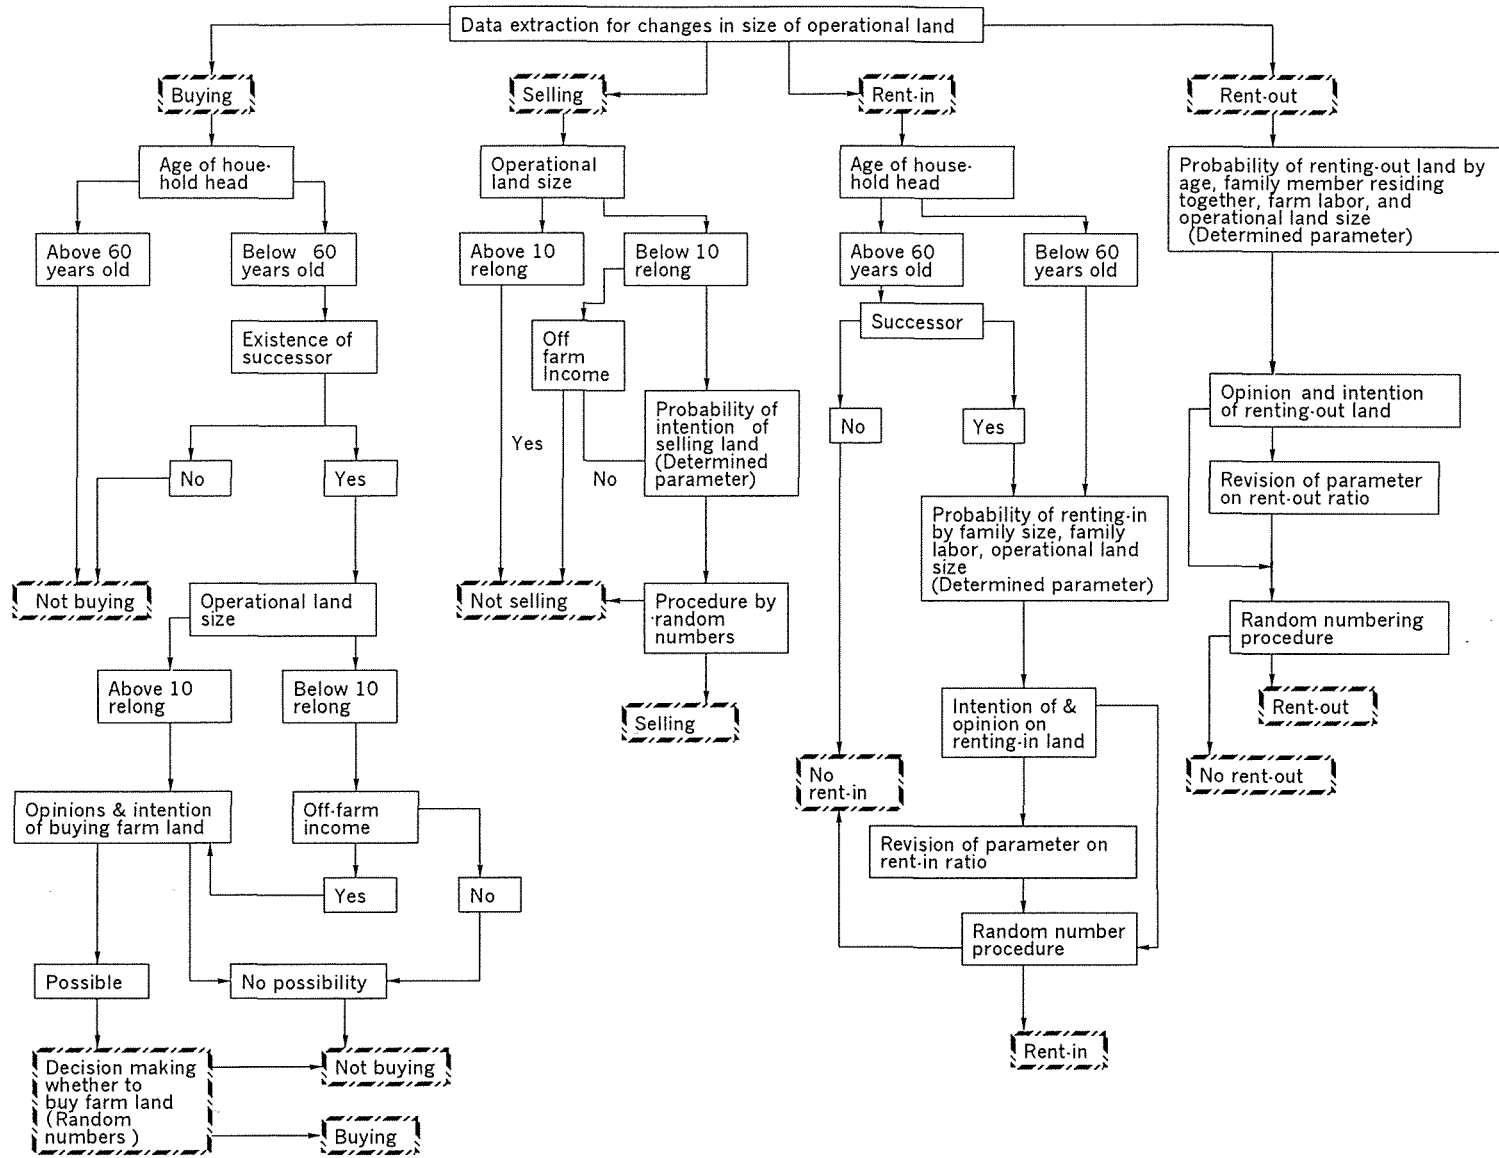 Data extraction for changes in size of operational land
Buying
Selling
Rent-in
Rent-out
Age of house-
hold head
Above 60
years old
Below 60
years old
Existence of
successor
No
Yes
Not buying
Operational land
size
Above 10
relong
Below 10
relong
Opinions & intention
of buying farm land
Off-farm
income
Yes
No
Possible
No possibility
Decision making
whether to
buy farm land
(Random
numbers)
Not buying
Buying
Operational
land size
Above 10
relong
Below 10
relong
Off
farm
Income
Yes
No
Probability of
intention of
selling land
(Determined
parameter)
Not selling
Procedure by
random
numbers
Selling
Age of house-
hold head
Above 60
years old
Below 60
years old
Successor
No
Yes
Probability of renting-in
by family size, family
labor, operational land
size
(Determined parameter)
Intention of &
opinion on
renting-in land
No
rent-in
Revision of parameter on
rent-in ratio
Random number
procedure
Rent-in
Probability of renting-out land by
age, family member residing
together, farm labor, and
operational land size
(Determined parameter)
Opinion and intention
of renting-out land
Revision of parameter
on rent-out ratio
Random numbering
procedure
Rent-out
No rent-out